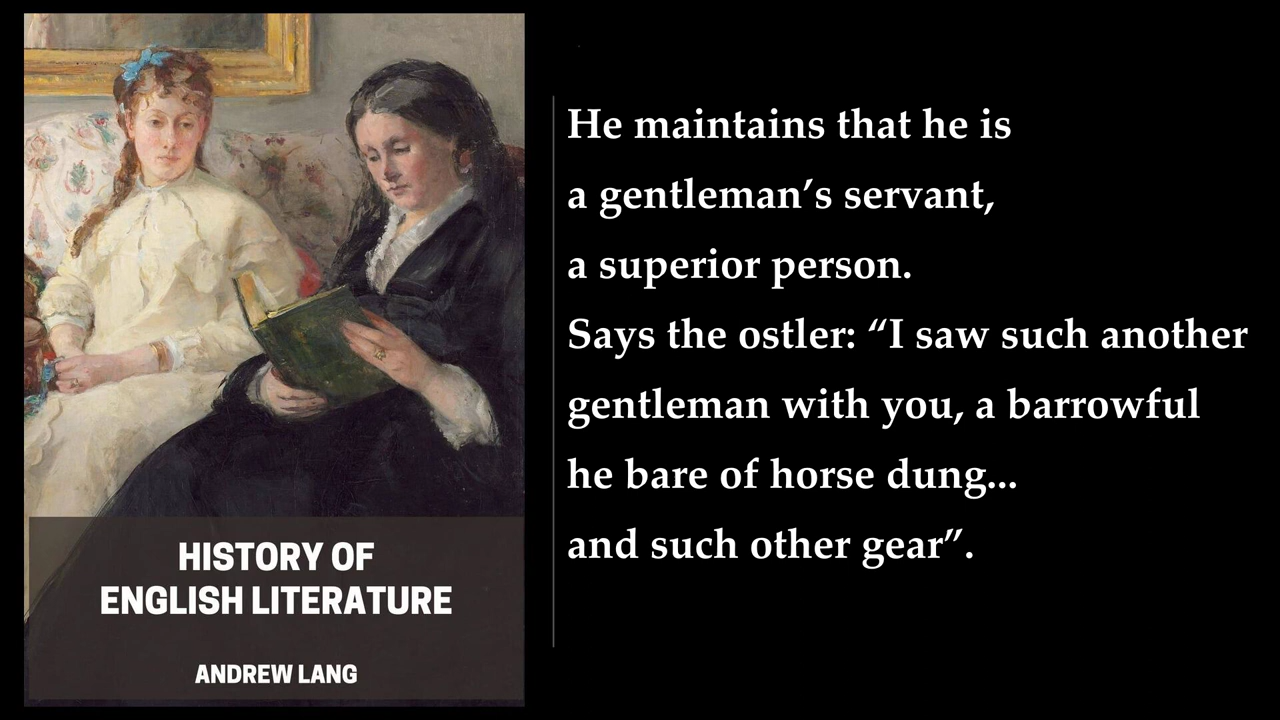 HISTORY OF
ENGLISH LITERATURE
ANDREW LANG
He maintains that he is
a gentleman’s servant,
a superior person.
Says the ostler: “I saw such another
gentleman with you, a barrowful
he bare of horse dung...
and such other gear”.